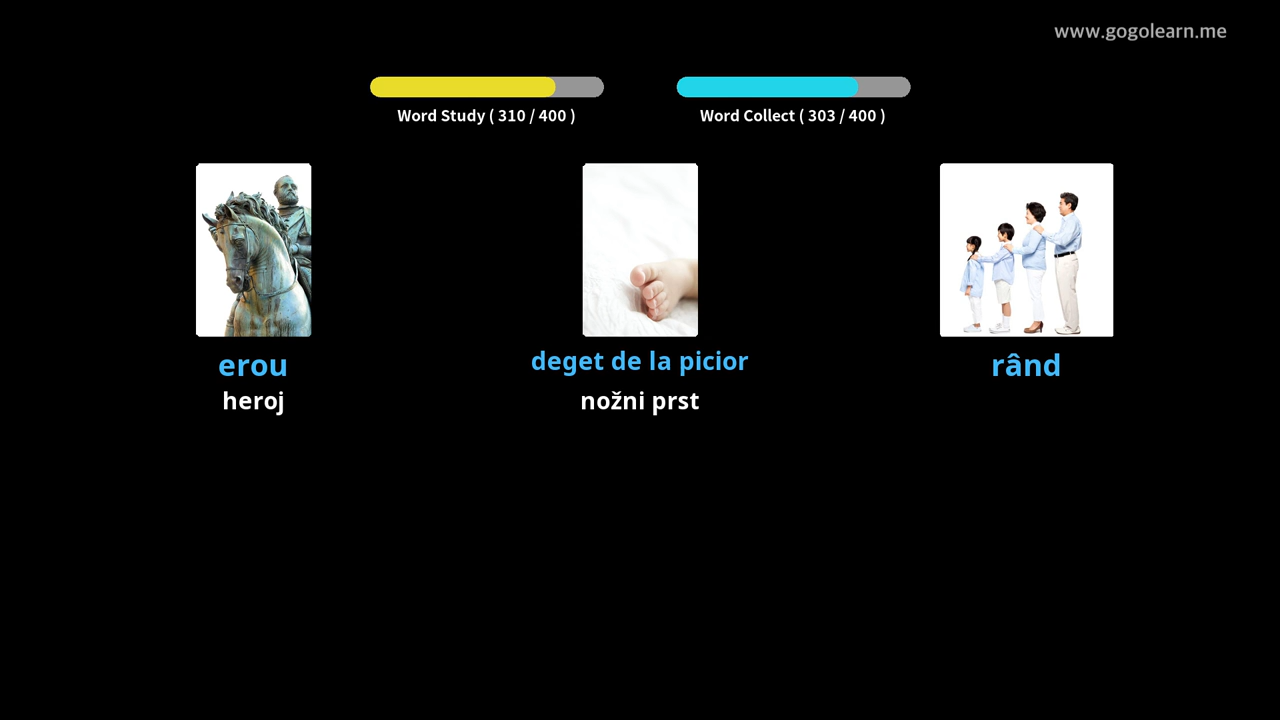 www.gogolearn.me
Word Study ( 310 / 400 )
Word Collect ( 303 / 400 )
erou
heroj
deget de la picior
nožni prst
rând